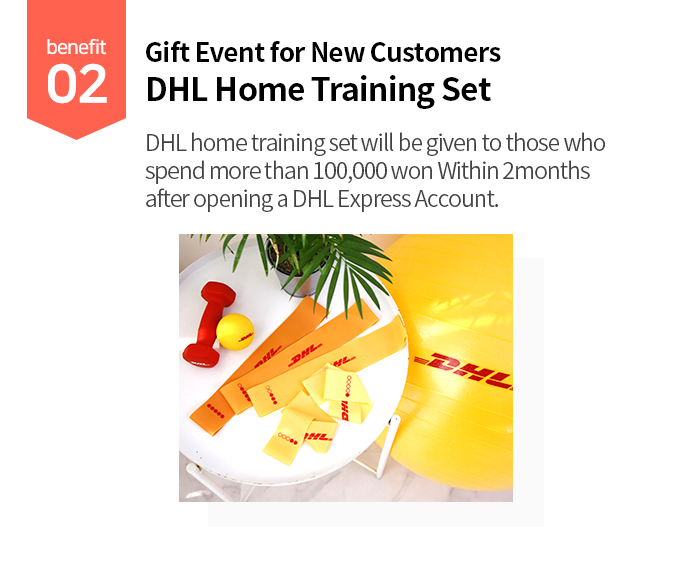 benefit
02
Gift Event for New Customers
DHL Home Training Set
DHL home training set will be given to those who
spend more than 100,000 won Within 2months
after opening a DHL Express Account.
DHL
DHL
DHL
DHL
DHL
DHL